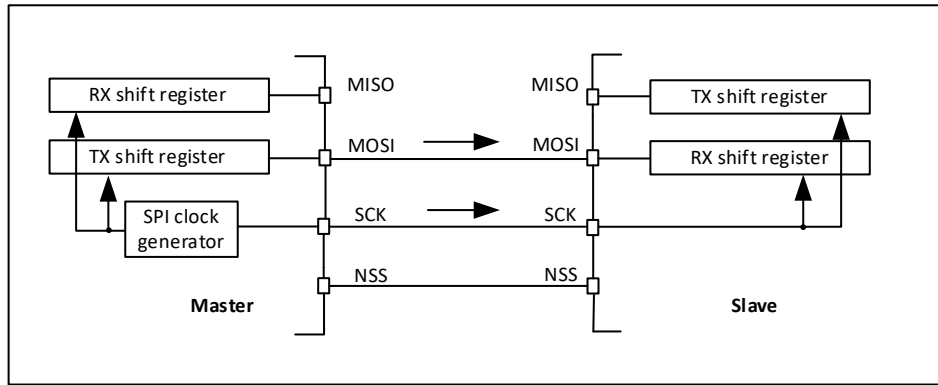 RX shift register
MISO
MISO
TX shift register
TX shift register
MOSI
MOSI
RX shift register
SPI clock
generator
SCK
SCK
NSS
NSS
Master
Slave